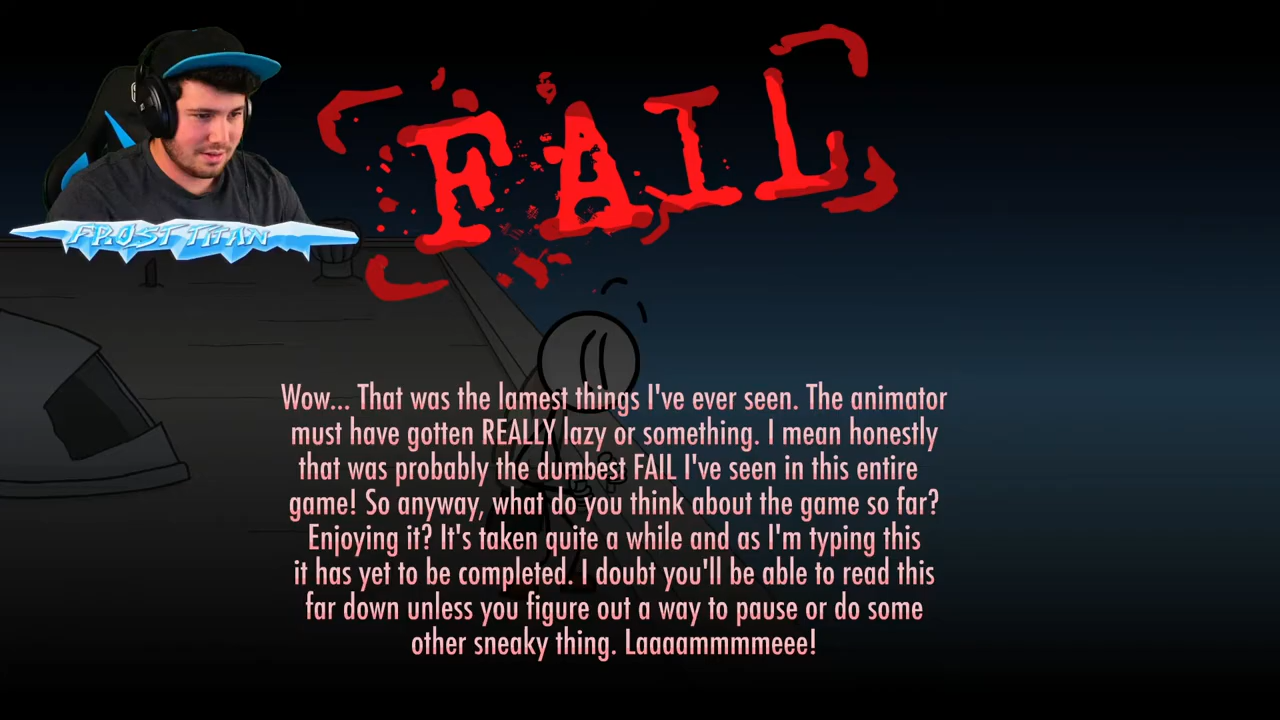 FAIL
FROST TITAN
Wow... That was the lamest things I've ever seen. The animator
must have gotten REALLY lazy or something. I mean honestly
that was probably the dumbest FAIL I've seen in this entire
game! So anyway, what do you think about the game so far?
Enjoying it? It's taken quite a while and as I'm typing this
it has yet to be completed. I doubt you'll be able to read this
far down unless you figure out a way to pause or do some
other sneaky thing. Laaaammmmeee!